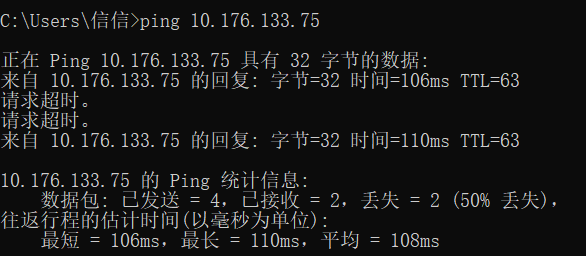 C:\Users\信信>ping 10.176.133.75
正在 Ping 10.176.133.75 具有 32 字节的数据:
来自 10.176.133.75 的回复: 字节=32 时间=106ms TTL=63
请求超时。
请求超时。
来自 10.176.133.75 的回复: 字节=32 时间=110ms TTL=63
10.176.133.75 的 Ping 统计信息:
数据包: 已发送 = 4，已接收 = 2，丢失 = 2 (50% 丢失)，
往返行程的估计时间(以毫秒为单位):
最短 = 106ms，最长 = 110ms，平均 = 108ms